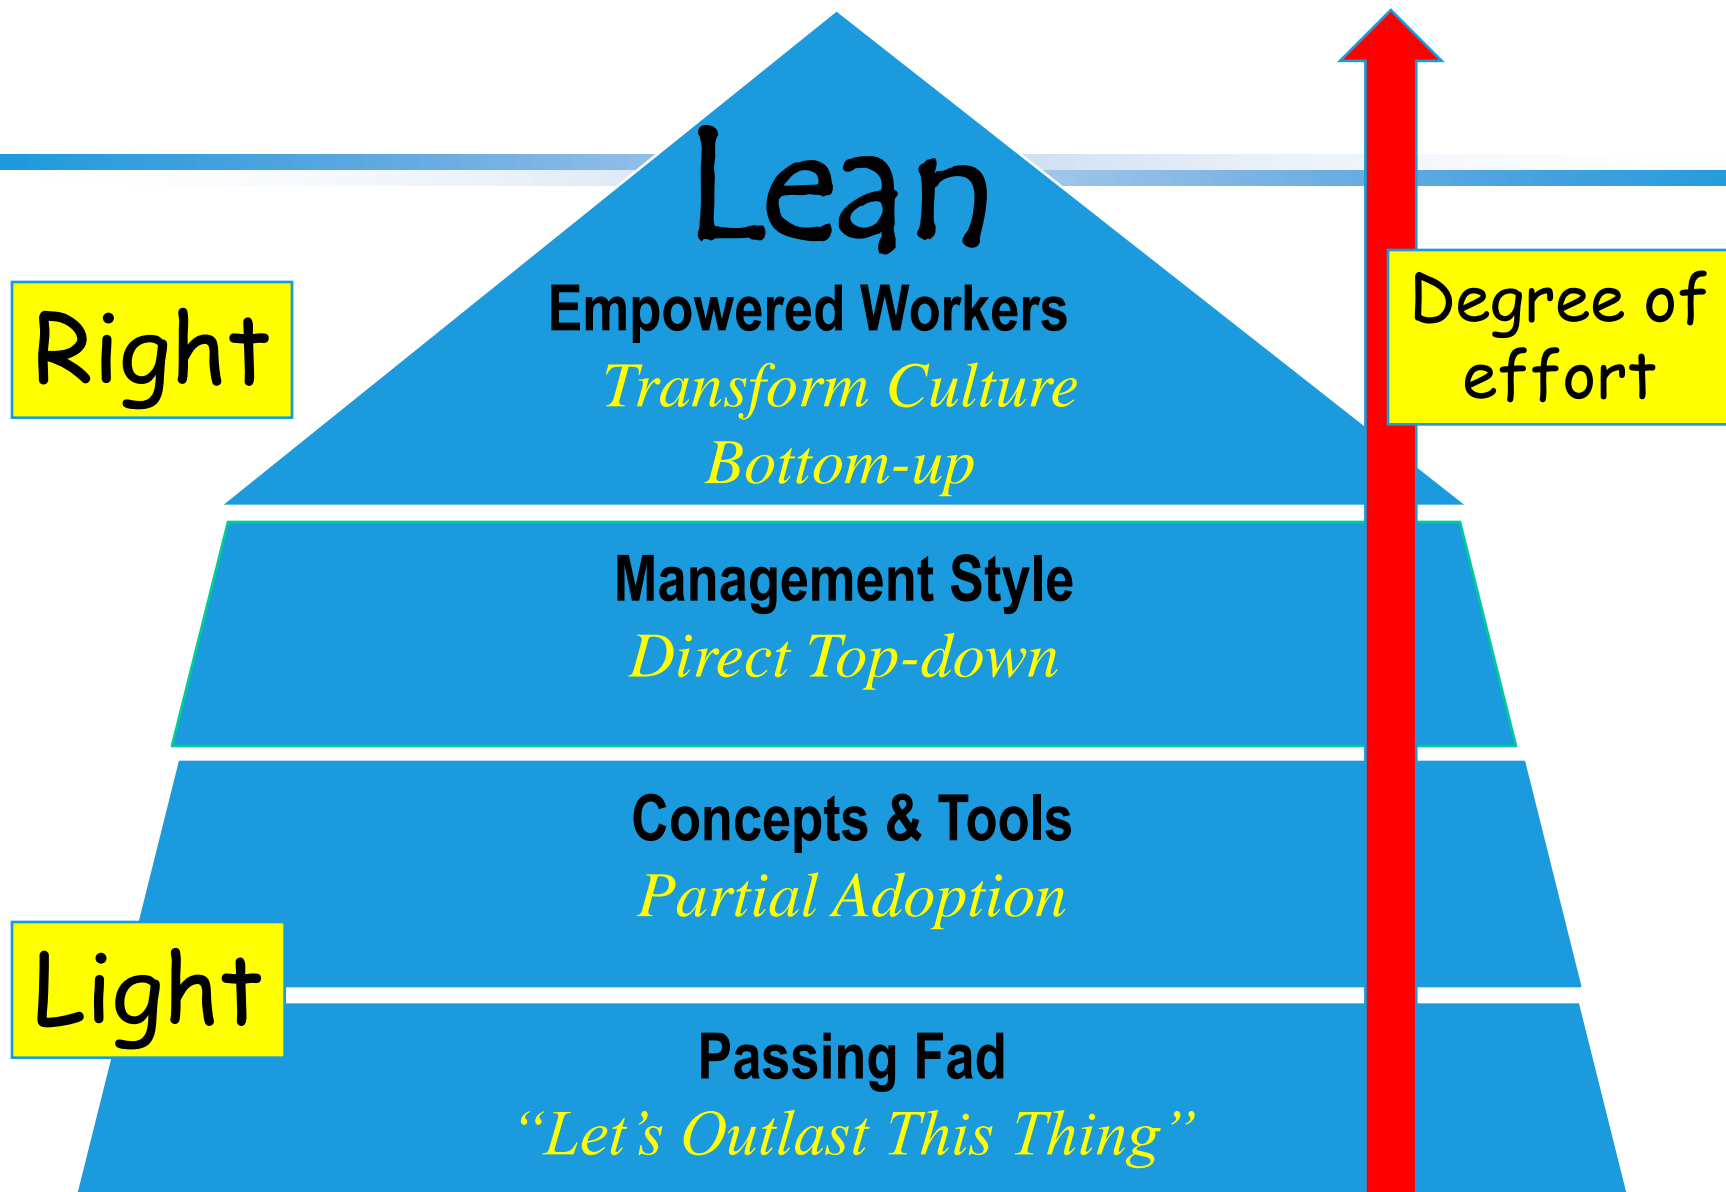 Lean
Right
Empowered Workers
Transform Culture
Bottom-up
Degree of
effort
Management Style
Direct Top-down
Concepts & Tools
Partial Adoption
Light
Passing Fad
“Let’s Outlast This Thing”